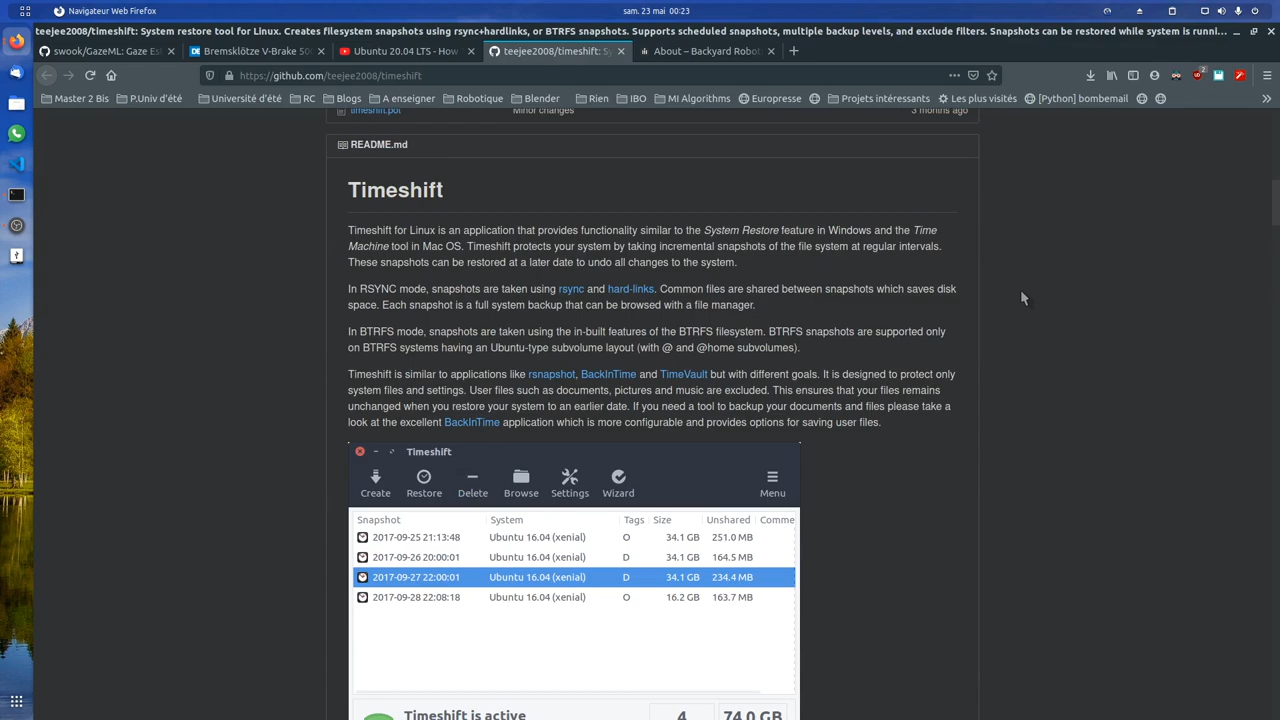 Navigateur Web Firefox
sam. 23 mai 00:23
teejee2008/timeshift: System restore tool for Linux. Creates filesystem snapshots using rsync+hardlinks, or BTRFS snapshots. Supports scheduled snapshots, multiple backup levels, and exclude filters. Snapshots can be restored while system is runni...
swook/GazeML: Gaze Es
Bremsklötze V-Brake 50
Ubuntu 20.04 LTS - How
teejee2008/timeshift: Sy
About – Backyard Robot
https://github.com/teejee2008/timeshift
Master 2 Bis
P.Univ d'été
Université d'été
RC
Blogs
A enseigner
Robotique
Blender
Rien
IBO
MI Algorithms
Europresse
Projets intéressants
Les plus visités
[Python] bombemail
timeshift.pot
Minor changes
3 months ago
README.md
Timeshift
Timeshift for Linux is an application that provides functionality similar to the System Restore feature in Windows and the Time
Machine tool in Mac OS. Timeshift protects your system by taking incremental snapshots of the file system at regular intervals.
These snapshots can be restored at a later date to undo all changes to the system.
In RSYNC mode, snapshots are taken using rsync and hard-links. Common files are shared between snapshots which saves disk
space. Each snapshot is a full system backup that can be browsed with a file manager.
In BTRFS mode, snapshots are taken using the in-built features of the BTRFS filesystem. BTRFS snapshots are supported only
on BTRFS systems having an Ubuntu-type subvolume layout (with @ and @home subvolumes).
Timeshift is similar to applications like rsnapshot, BackInTime and TimeVault but with different goals. It is designed to protect only
system files and settings. User files such as documents, pictures and music are excluded. This ensures that your files remains
unchanged when you restore your system to an earlier date. If you need a tool to backup your documents and files please take a
look at the excellent BackInTime application which is more configurable and provides options for saving user files.
Timeshift
Create
Restore
Delete
Browse
Settings
Wizard
Menu
Snapshot System Tags Size Unshared Comme
2017-09-25 21:13:48 Ubuntu 16.04 (xenial) O 34.1 GB 251.0 MB
2017-09-26 20:00:01 Ubuntu 16.04 (xenial) D 34.1 GB 164.5 MB
2017-09-27 22:00:01 Ubuntu 16.04 (xenial) D 34.1 GB 234.4 MB
2017-09-28 22:08:18 Ubuntu 16.04 (xenial) O 16.2 GB 163.7 MB
Timeshift is active
4
74.0 GB